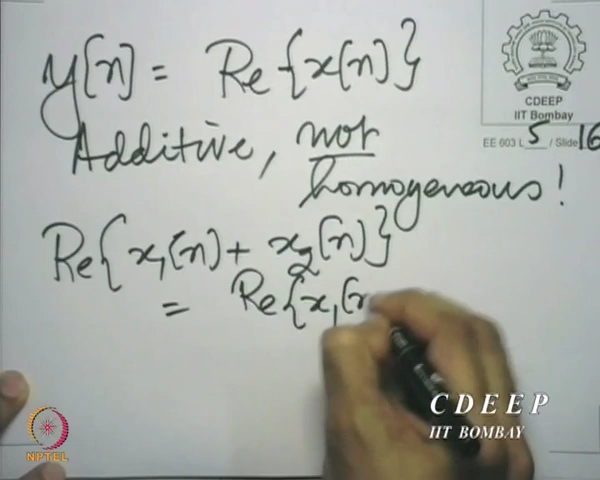 y[n] = Re{x[n]}
CDEEP
IIT Bombay
EE 603 L 5 / Slide 16
Additive, not
homogeneous!
Re{x₁[n] + x₂[n]}
= Re{x₁[n
CDEEP
IIT BOMBAY
NPTEL